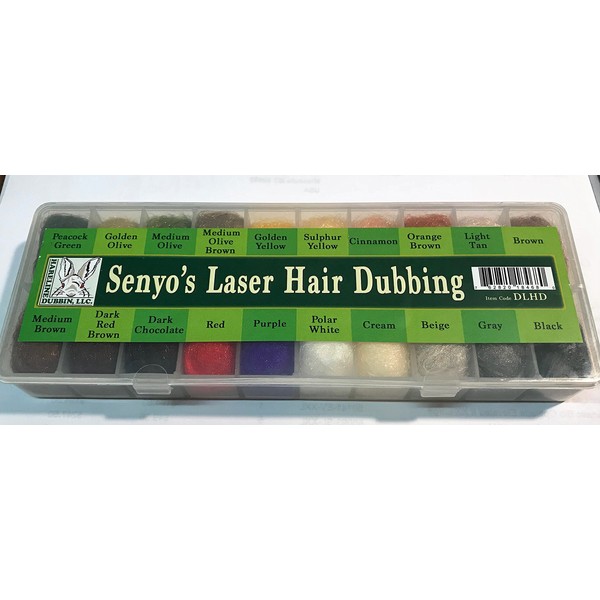 Peacock Green
Golden Olive
Medium Olive
Medium Olive Brown
Golden Yellow
Sulphur Yellow
Cinnamon
Orange Brown
Light Tan
Brown
HARELINE DUBBIN, LLC.
Senyo's Laser Hair Dubbing
Item Code DLHD
Medium Brown
Dark Red Brown
Dark Chocolate
Red
Purple
Polar White
Cream
Beige
Gray
Black